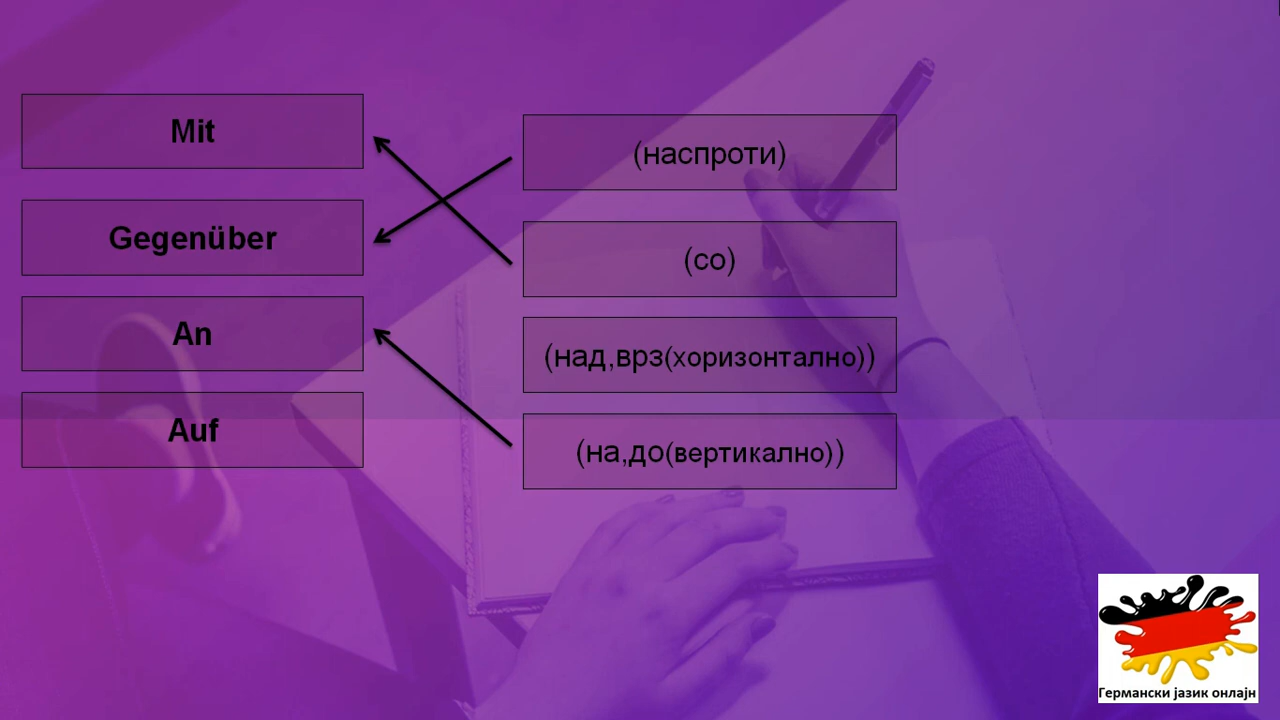 Mit
Gegenüber
An
Auf
(наспроти)
(со)
(над,врз(хоризонтално))
(на,до(вертикално))
Германски јазик онлајн